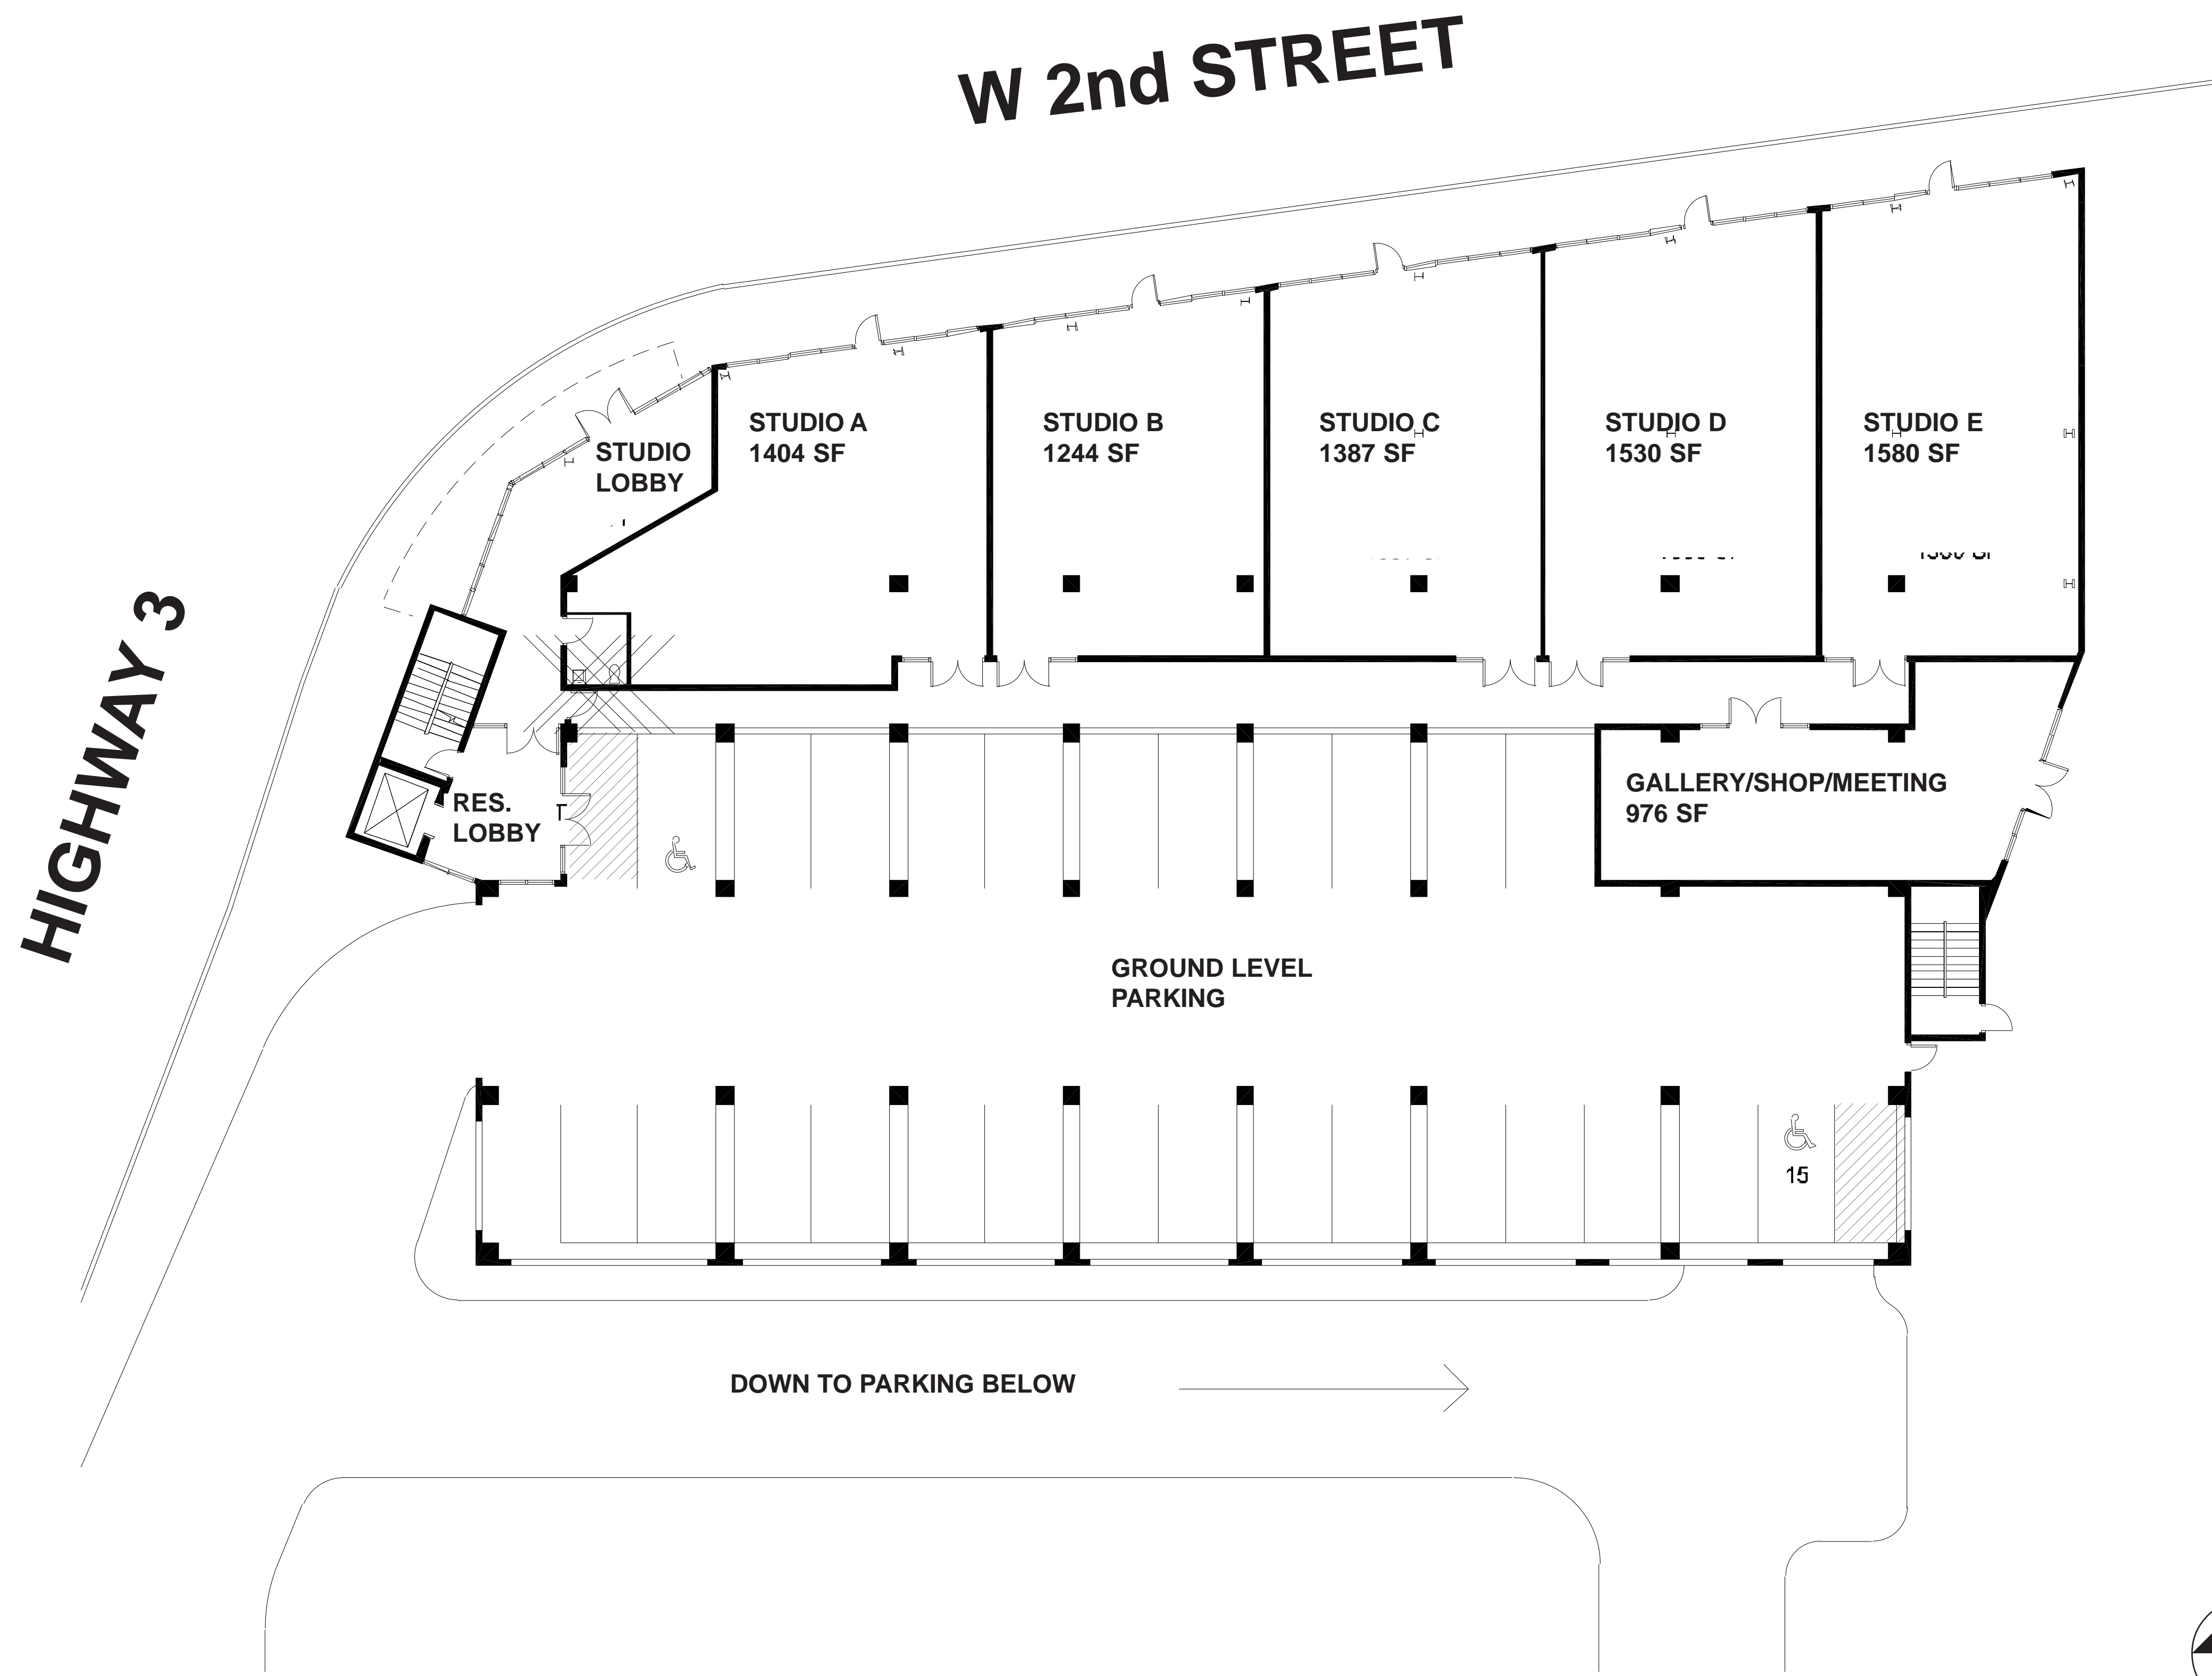 W 2nd STREET
HIGHWAY 3
STUDIO
LOBBY
STUDIO A
1404 SF
STUDIO B
1244 SF
STUDIO C
1387 SF
STUDIO D
1530 SF
STUDIO E
1580 SF
RES.
LOBBY
GALLERY/SHOP/MEETING
976 SF
GROUND LEVEL
PARKING
15
DOWN TO PARKING BELOW